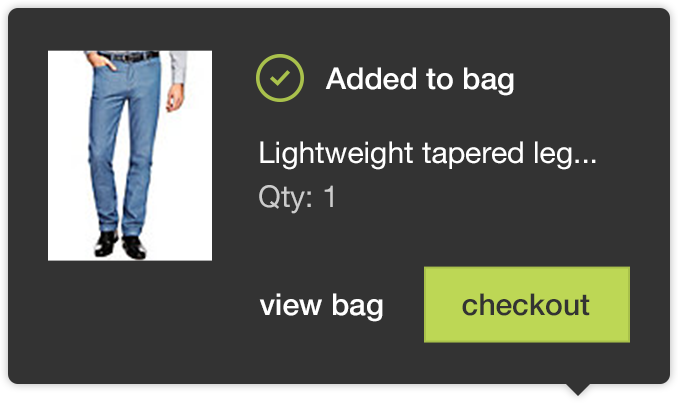 Added to bag
Lightweight tapered leg...
Qty: 1
view bag
checkout